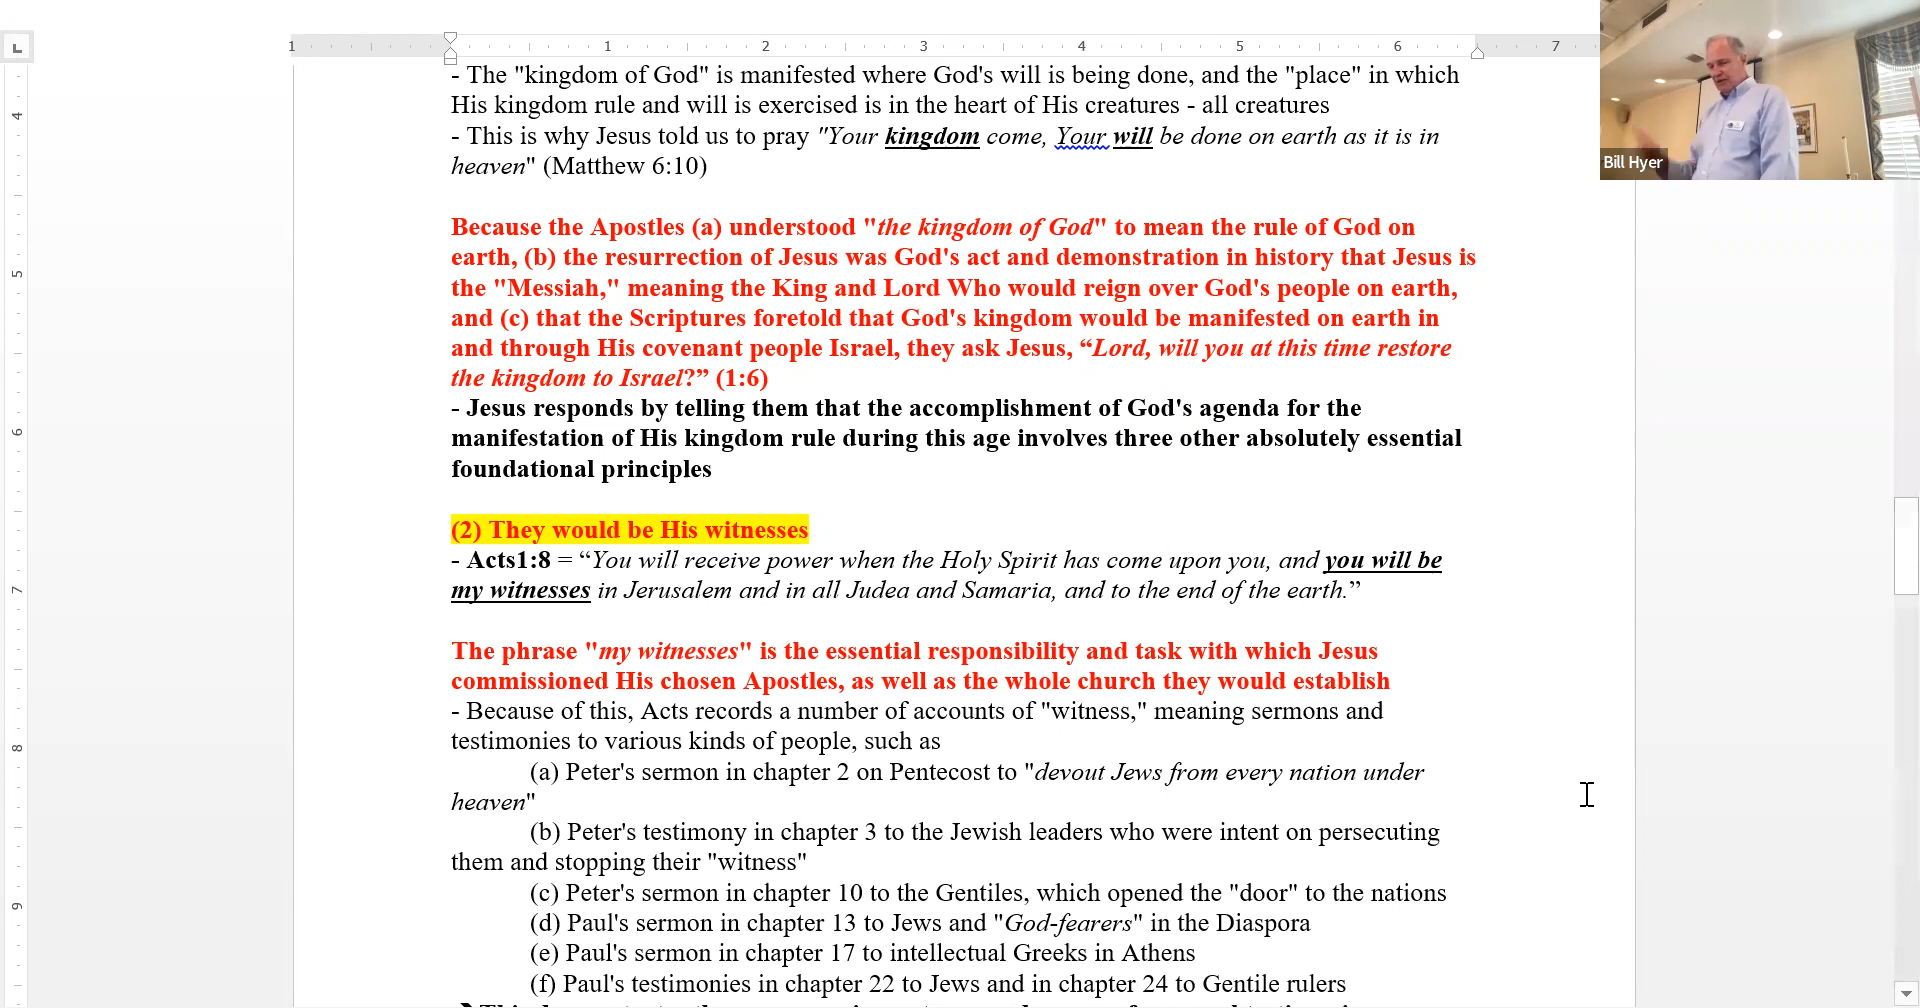 1 1 2 3 4 5 6 7
Bill Hyer
4
5
6
7
8
9
- The "kingdom of God" is manifested where God's will is being done, and the "place" in which
His kingdom rule and will is exercised is in the heart of His creatures - all creatures
- This is why Jesus told us to pray "Your kingdom come, Your will be done on earth as it is in
heaven" (Matthew 6:10)
Because the Apostles (a) understood "the kingdom of God" to mean the rule of God on
earth, (b) the resurrection of Jesus was God's act and demonstration in history that Jesus is
the "Messiah," meaning the King and Lord Who would reign over God's people on earth,
and (c) that the Scriptures foretold that God's kingdom would be manifested on earth in
and through His covenant people Israel, they ask Jesus, “Lord, will you at this time restore
the kingdom to Israel?” (1:6)
- Jesus responds by telling them that the accomplishment of God's agenda for the
manifestation of His kingdom rule during this age involves three other absolutely essential
foundational principles
(2) They would be His witnesses
- Acts1:8 = “You will receive power when the Holy Spirit has come upon you, and you will be
my witnesses in Jerusalem and in all Judea and Samaria, and to the end of the earth.”
The phrase "my witnesses" is the essential responsibility and task with which Jesus
commissioned His chosen Apostles, as well as the whole church they would establish
- Because of this, Acts records a number of accounts of "witness," meaning sermons and
testimonies to various kinds of people, such as
(a) Peter's sermon in chapter 2 on Pentecost to "devout Jews from every nation under
heaven"
(b) Peter's testimony in chapter 3 to the Jewish leaders who were intent on persecuting
them and stopping their "witness"
(c) Peter's sermon in chapter 10 to the Gentiles, which opened the "door" to the nations
(d) Paul's sermon in chapter 13 to Jews and "God-fearers" in the Diaspora
(e) Paul's sermon in chapter 17 to intellectual Greeks in Athens
(f) Paul's testimonies in chapter 22 to Jews and in chapter 24 to Gentile rulers